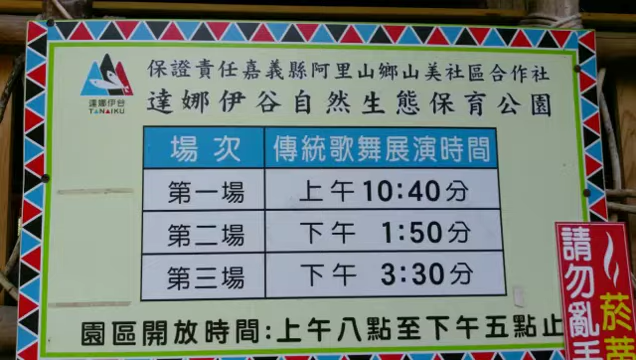 保證責任嘉義縣阿里山鄉山美社區合作社
達娜伊谷
TANAIKU
達娜伊谷自然生態保育公園
場次 傳統歌舞展演時間
第一場 上午10:40分
第二場 下午 1:50分
第三場 下午 3:30分
園區開放時間:上午八點至下午五點止
請勿亂
菸